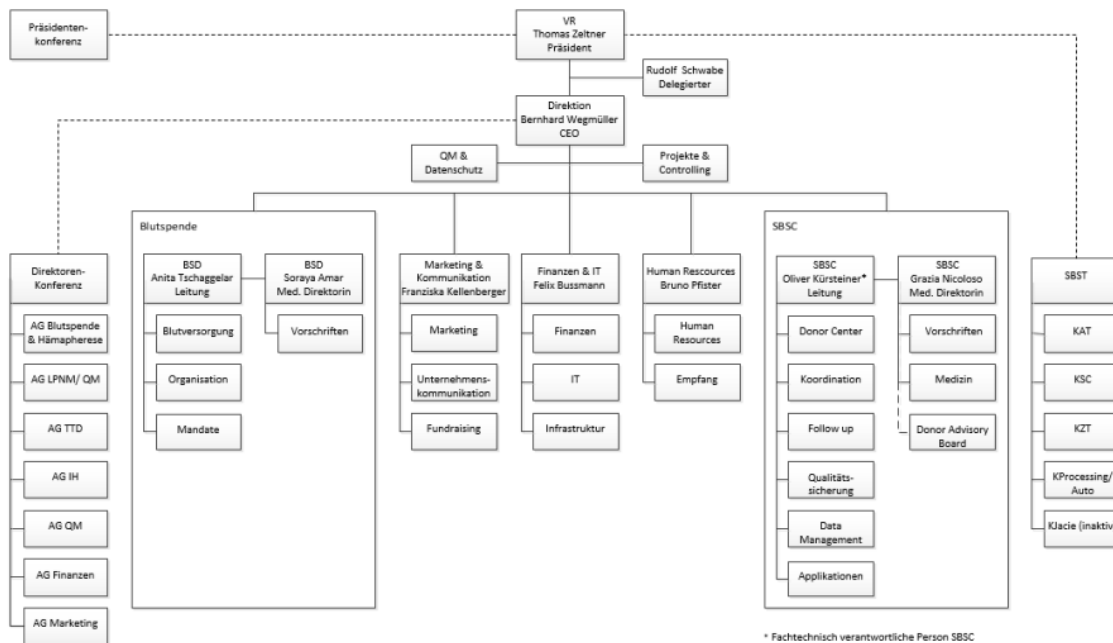 Präsidenten-
konferenz
VR
Thomas Zeltner
Präsident
Rudolf Schwabe
Delegierter
Direktion
Bernhard Wegmüller
CEO
QM &
Datenschutz
Projekte &
Controlling
Blutspende
SBSC
Direktoren-
Konferenz
BSD
Anita Tschaggelar
Leitung
BSD
Soraya Amar
Med. Direktorin
Marketing &
Kommunikation
Franziska Kellenberger
Finanzen & IT
Felix Bussmann
Human Rescources
Bruno Pfister
SBSC
Oliver Kürsteiner*
Leitung
SBSC
Grazia Nicoloso
Med. Direktorin
SBST
AG Blutspende
& Hämapherese
AG LPNM/ QM
AG TTD
AG IH
AG QM
AG Finanzen
AG Marketing
Blutversorgung
Organisation
Mandate
Vorschriften
Marketing
Unternehmens-
kommunikation
Fundraising
Finanzen
IT
Infrastruktur
Human
Resources
Empfang
Donor Center
Koordination
Follow up
Qualitäts-
sicherung
Data
Management
Applikationen
Vorschriften
Medizin
Donor Advisory
Board
KAT
KSC
KZT
KProcessing/
Auto
KJacie (inaktiv
* Fachtechnisch verantwortliche Person SBSC